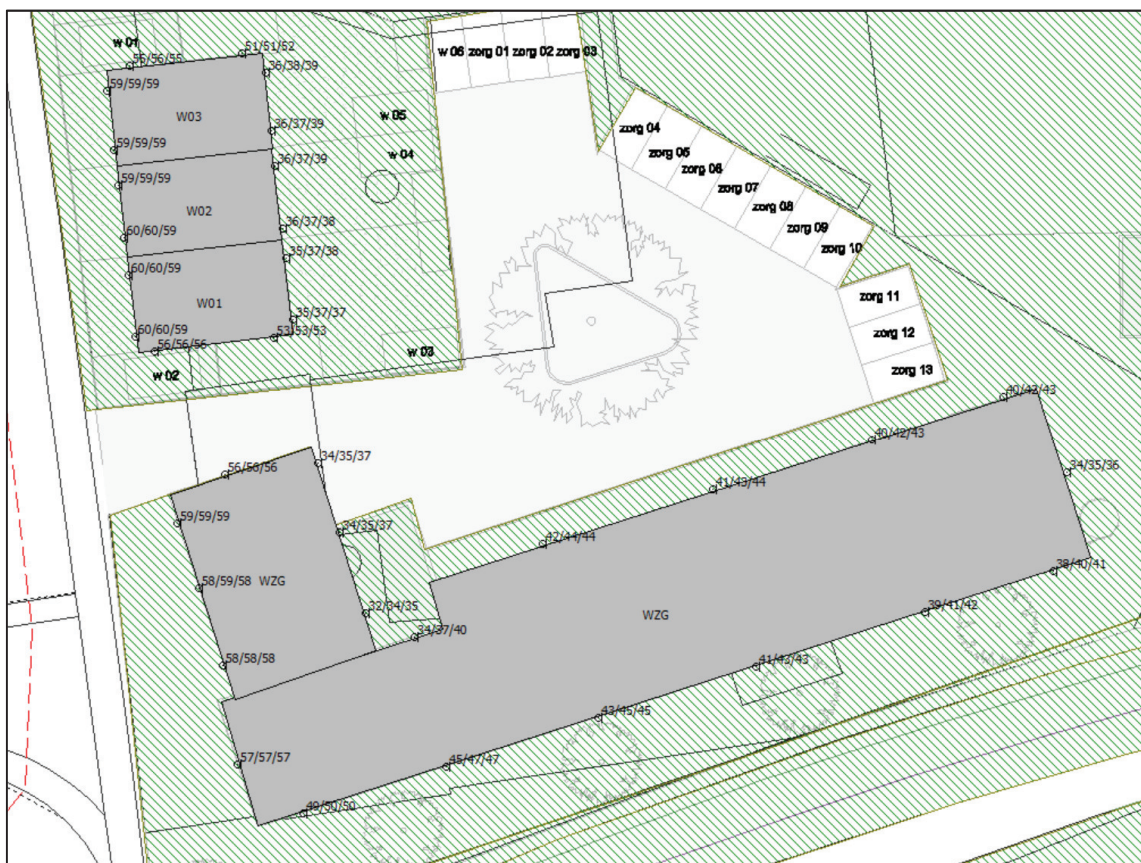 w 01
51/51/52
55/56/55
36/38/39
w 06
zorg 01
zorg 02
zorg 03
59/59/59
W03
w 05
zorg 04
36/37/39
zorg 05
59/59/59
w 04
36/37/39
zorg 06
59/59/59
zorg 07
W02
zorg 08
36/37/38
zorg 09
60/60/59
zorg 10
35/37/38
60/60/59
zorg 11
W01
35/37/37
zorg 12
60/60/59
53/53/53
56/56/56
w 03
w 02
zorg 13
40/42/43
40/42/43
34/35/37
56/56/56
34/35/36
41/43/44
59/59/59
34/35/37
42/44/44
38/40/41
58/59/58
WZG
32/34/35
39/41/42
WZG
34/37/40
58/58/58
41/43/43
43/45/45
57/57/57
45/47/47
49/50/50